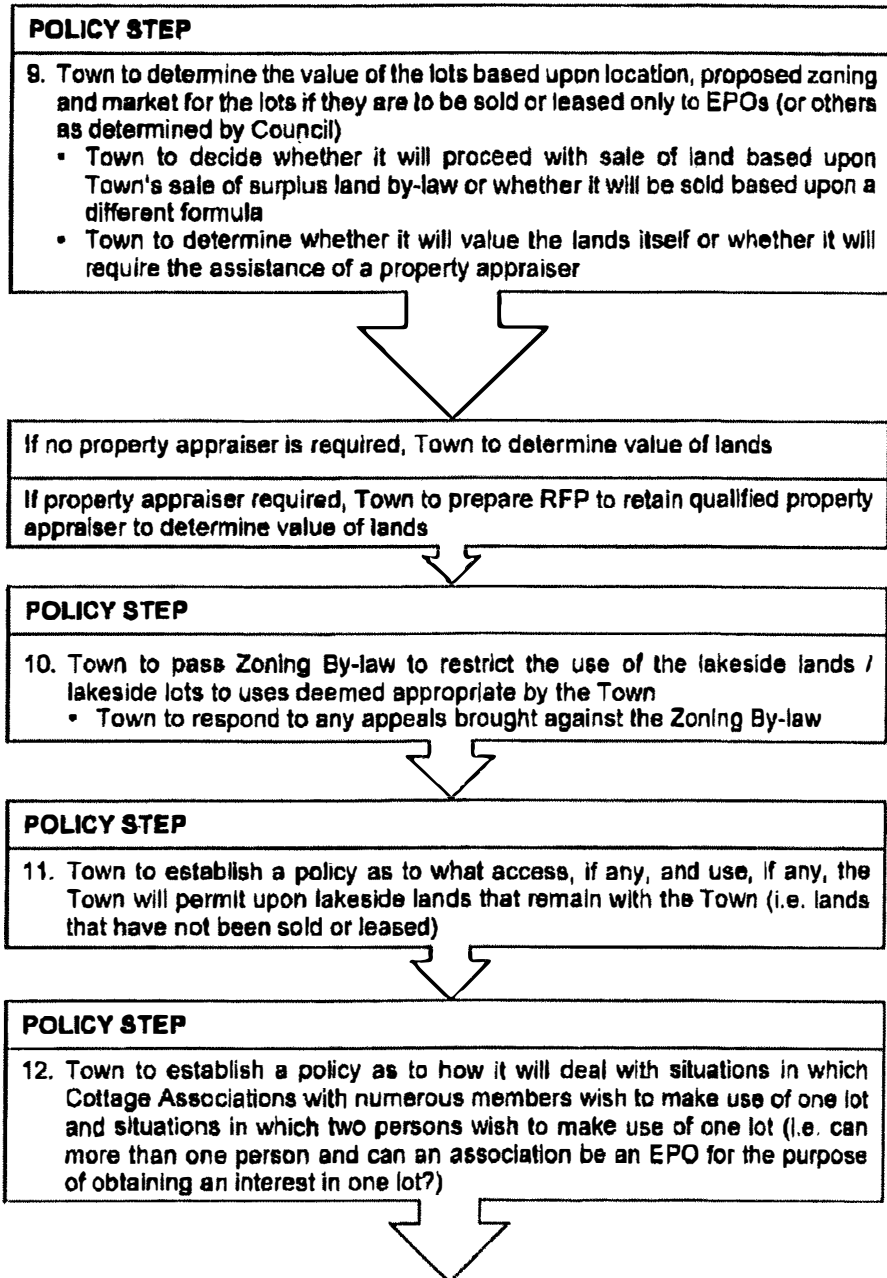 POLICY STEP
9. Town to determine the value of the lots based upon location, proposed zoning
and market for the lots if they are to be sold or leased only to EPOs (or others
as determined by Council)
• Town to decide whether it will proceed with sale of land based upon
Town's sale of surplus land by-law or whether it will be sold based upon a
different formula
• Town to determine whether it will value the lands itself or whether it will
require the assistance of a property appraiser
If no property appraiser is required, Town to determine value of lands
If property appraiser required, Town to prepare RFP to retain qualified property
appraiser to determine value of lands
POLICY STEP
10. Town to pass Zoning By-law to restrict the use of the lakeside lands /
lakeside lots to uses deemed appropriate by the Town
• Town to respond to any appeals brought against the Zoning By-law
POLICY STEP
11. Town to establish a policy as to what access, if any, and use, if any, the
Town will permit upon lakeside lands that remain with the Town (i.e. lands
that have not been sold or leased)
POLICY STEP
12. Town to establish a policy as to how it will deal with situations in which
Cottage Associations with numerous members wish to make use of one lot
and situations in which two persons wish to make use of one lot (i.e. can
more than one person and can an association be an EPO for the purpose
of obtaining an interest in one lot?)